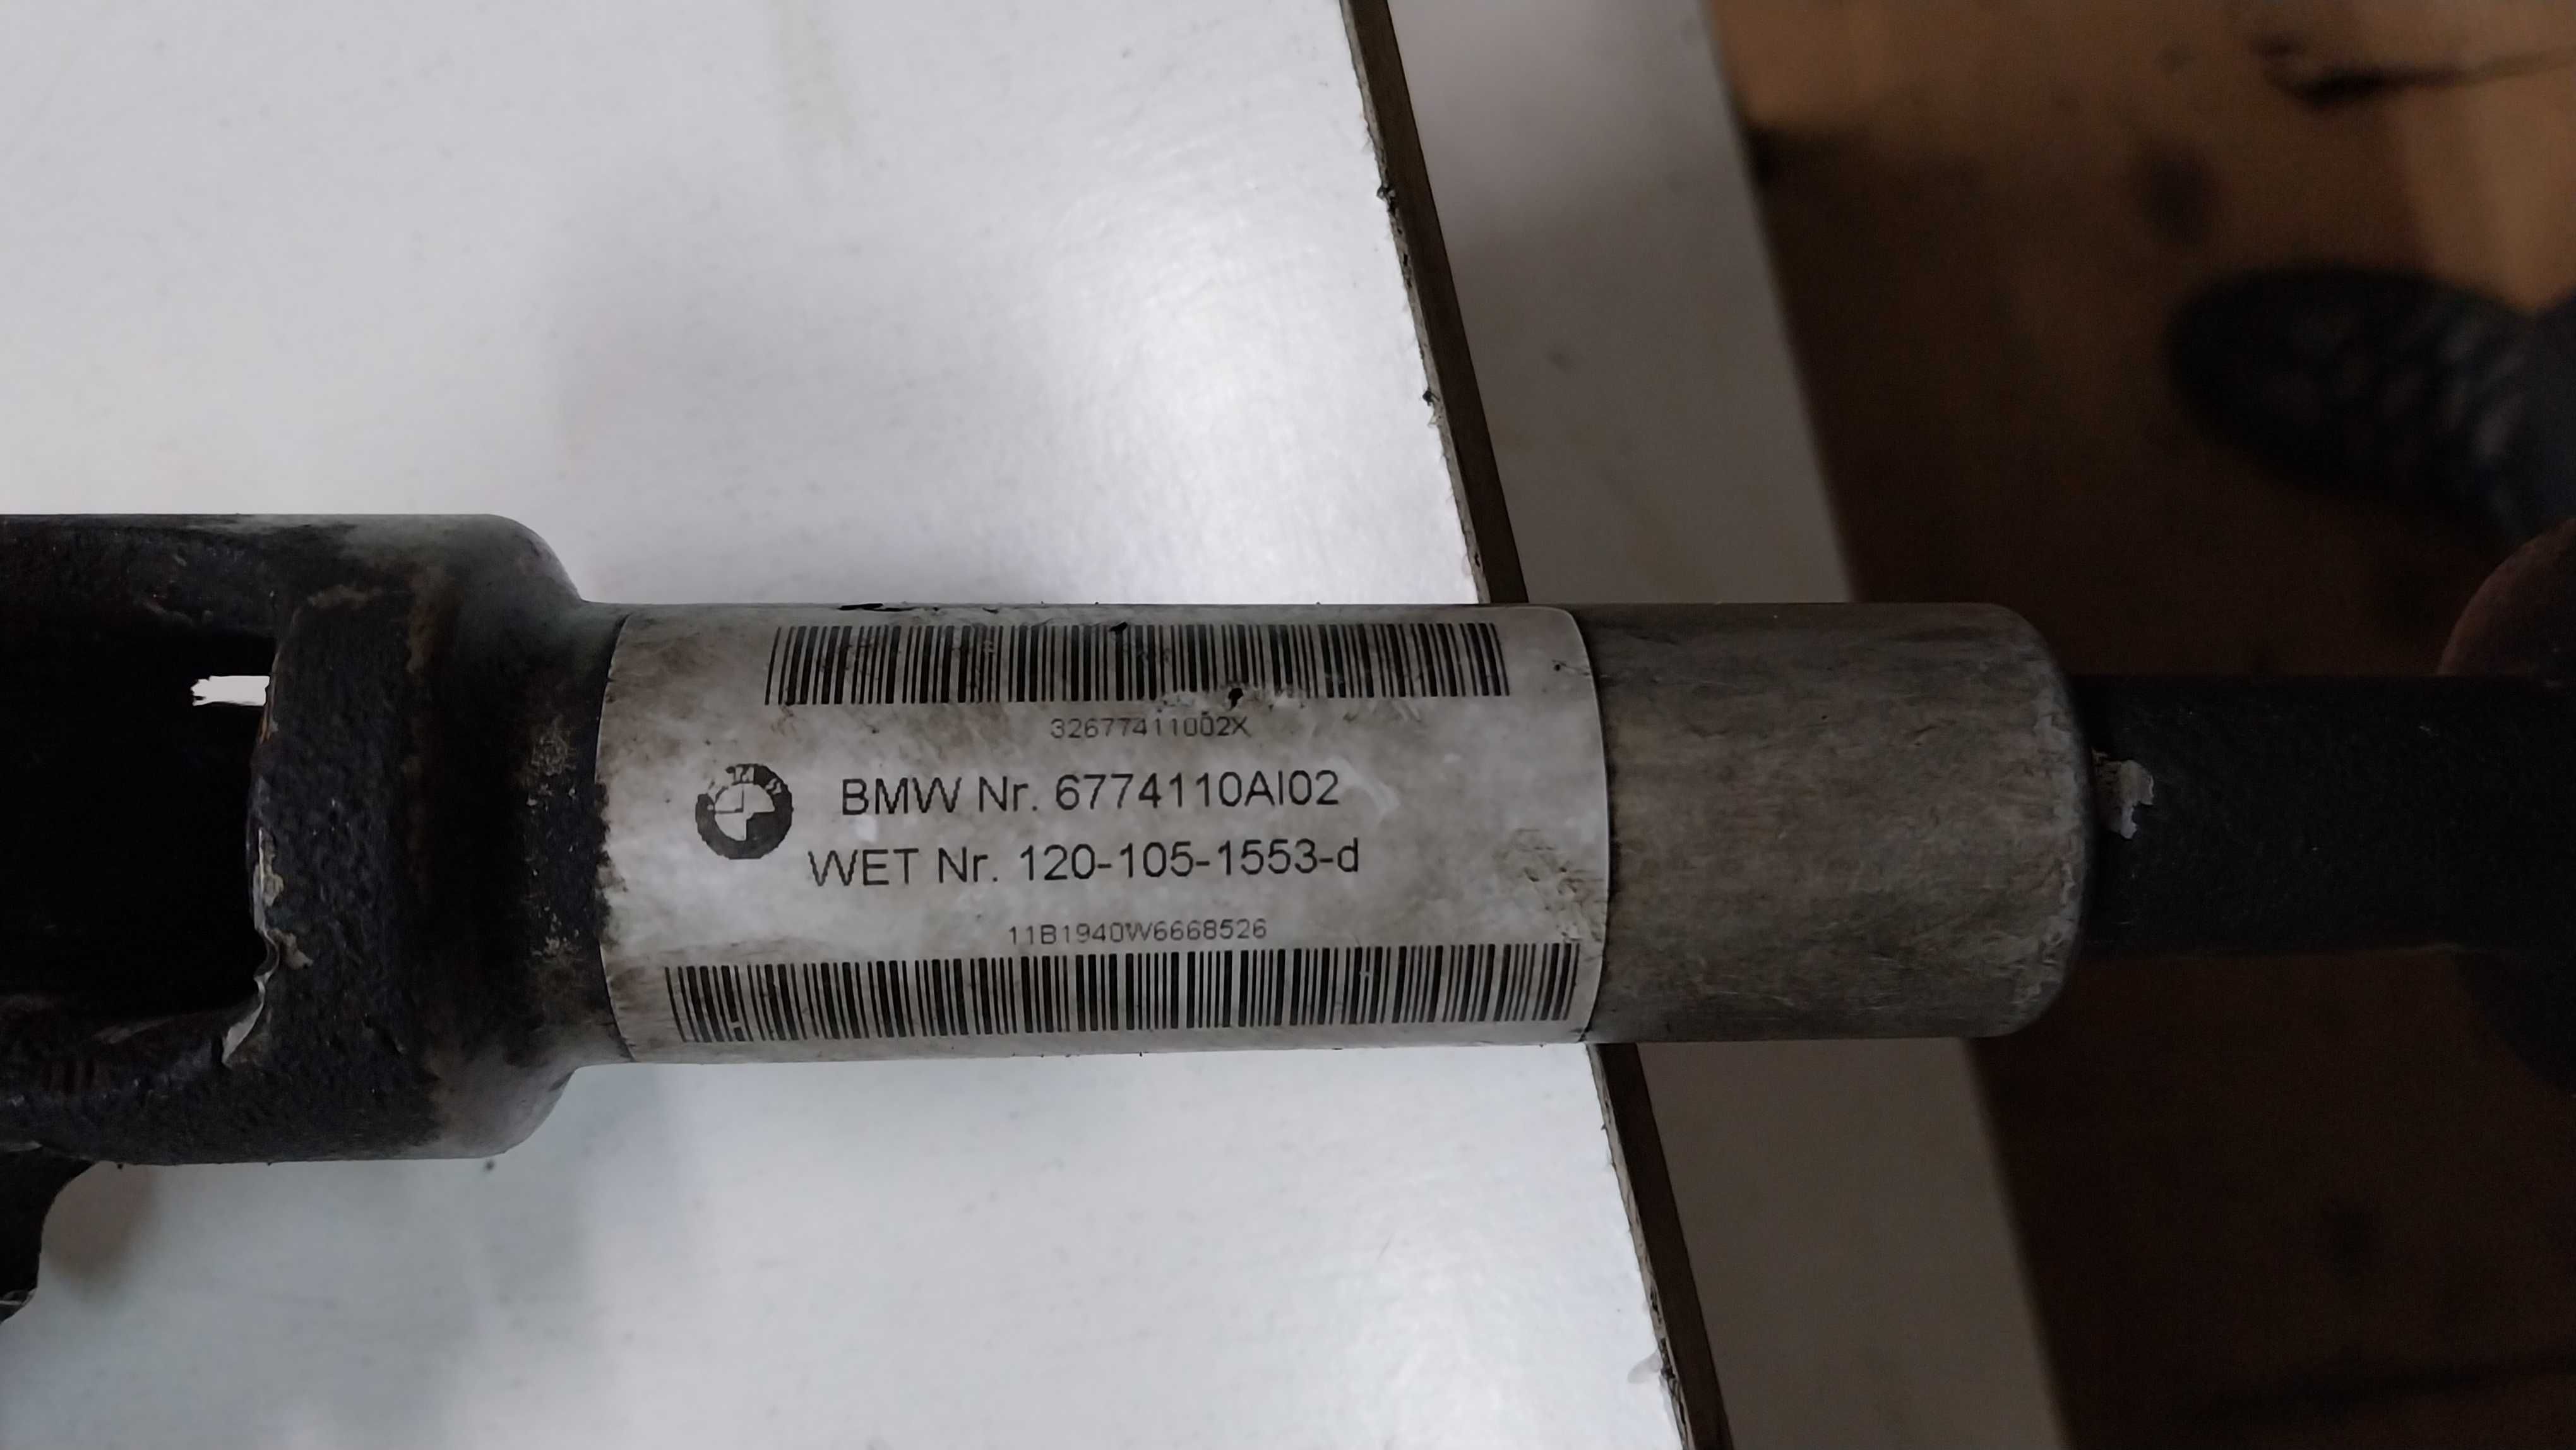 32677411002X
BMW Nr. 6774110AI02
WET Nr. 120-105-1553-d
11B1940W6668526